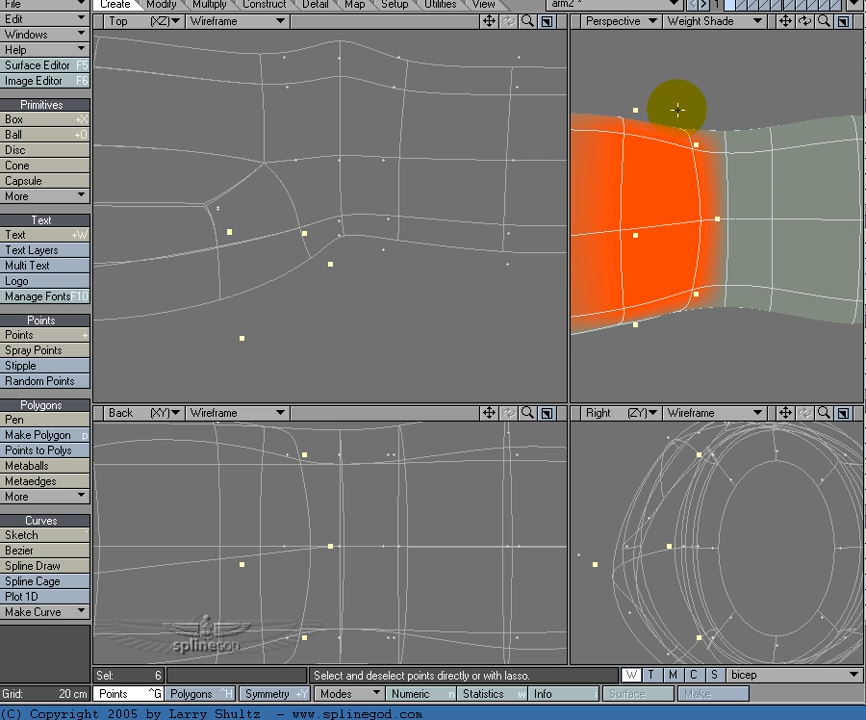 File
Create Modify Multiply Construct Detail Map Setup Utilities View arm2
Edit
Windows
Help
Surface Editor F5
Image Editor F6
Primitives
Box +X
Ball +O
Disc
Cone
Capsule
More
Text
Text +W
Text Layers
Multi Text
Logo
Manage Fonts F10
Points
Points +
Spray Points
Stipple
Random Points
Polygons
Pen
Make Polygon p
Points to Polys
Metaballs
Metaedges
More
Curves
Sketch
Bezier
Spline Draw
Spline Cage
Plot 1D
Make Curve
Top (XZ) Wireframe
Perspective Weight Shade
Back (XY) Wireframe
Right (ZY) Wireframe
splinegod
Sel: 6 Select and deselect points directly or with lasso. W T M C S bicep
Grid: 20 cm Points ^G Polygons ^H Symmetry +Y Modes Numeric n Statistics w Info i Surface Make
(C) Copyright 2005 by Larry Shultz - www.splinegod.com